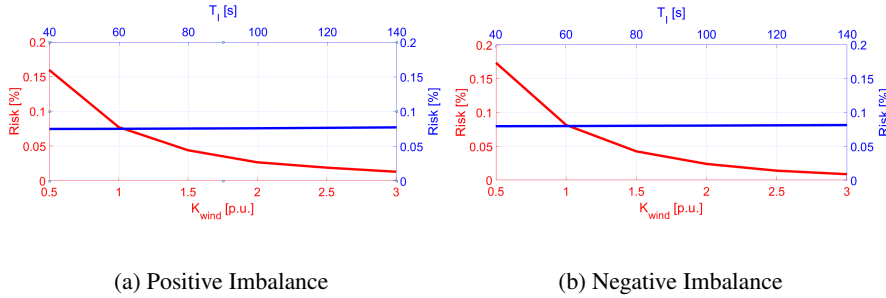 T_I [s]
40 60 80 100 120 140
0.2 0.2
0.15 0.15
Risk [%] 0.1 0.1 Risk [%]
0.05 0.05
0 0
0.5 1 1.5 2 2.5 3
K_wind [p.u.]
(a) Positive Imbalance
T_I [s]
40 60 80 100 120 140
0.2 0.2
0.15 0.15
Risk [%] 0.1 0.1 Risk [%]
0.05 0.05
0 0
0.5 1 1.5 2 2.5 3
K_wind [p.u.]
(b) Negative Imbalance